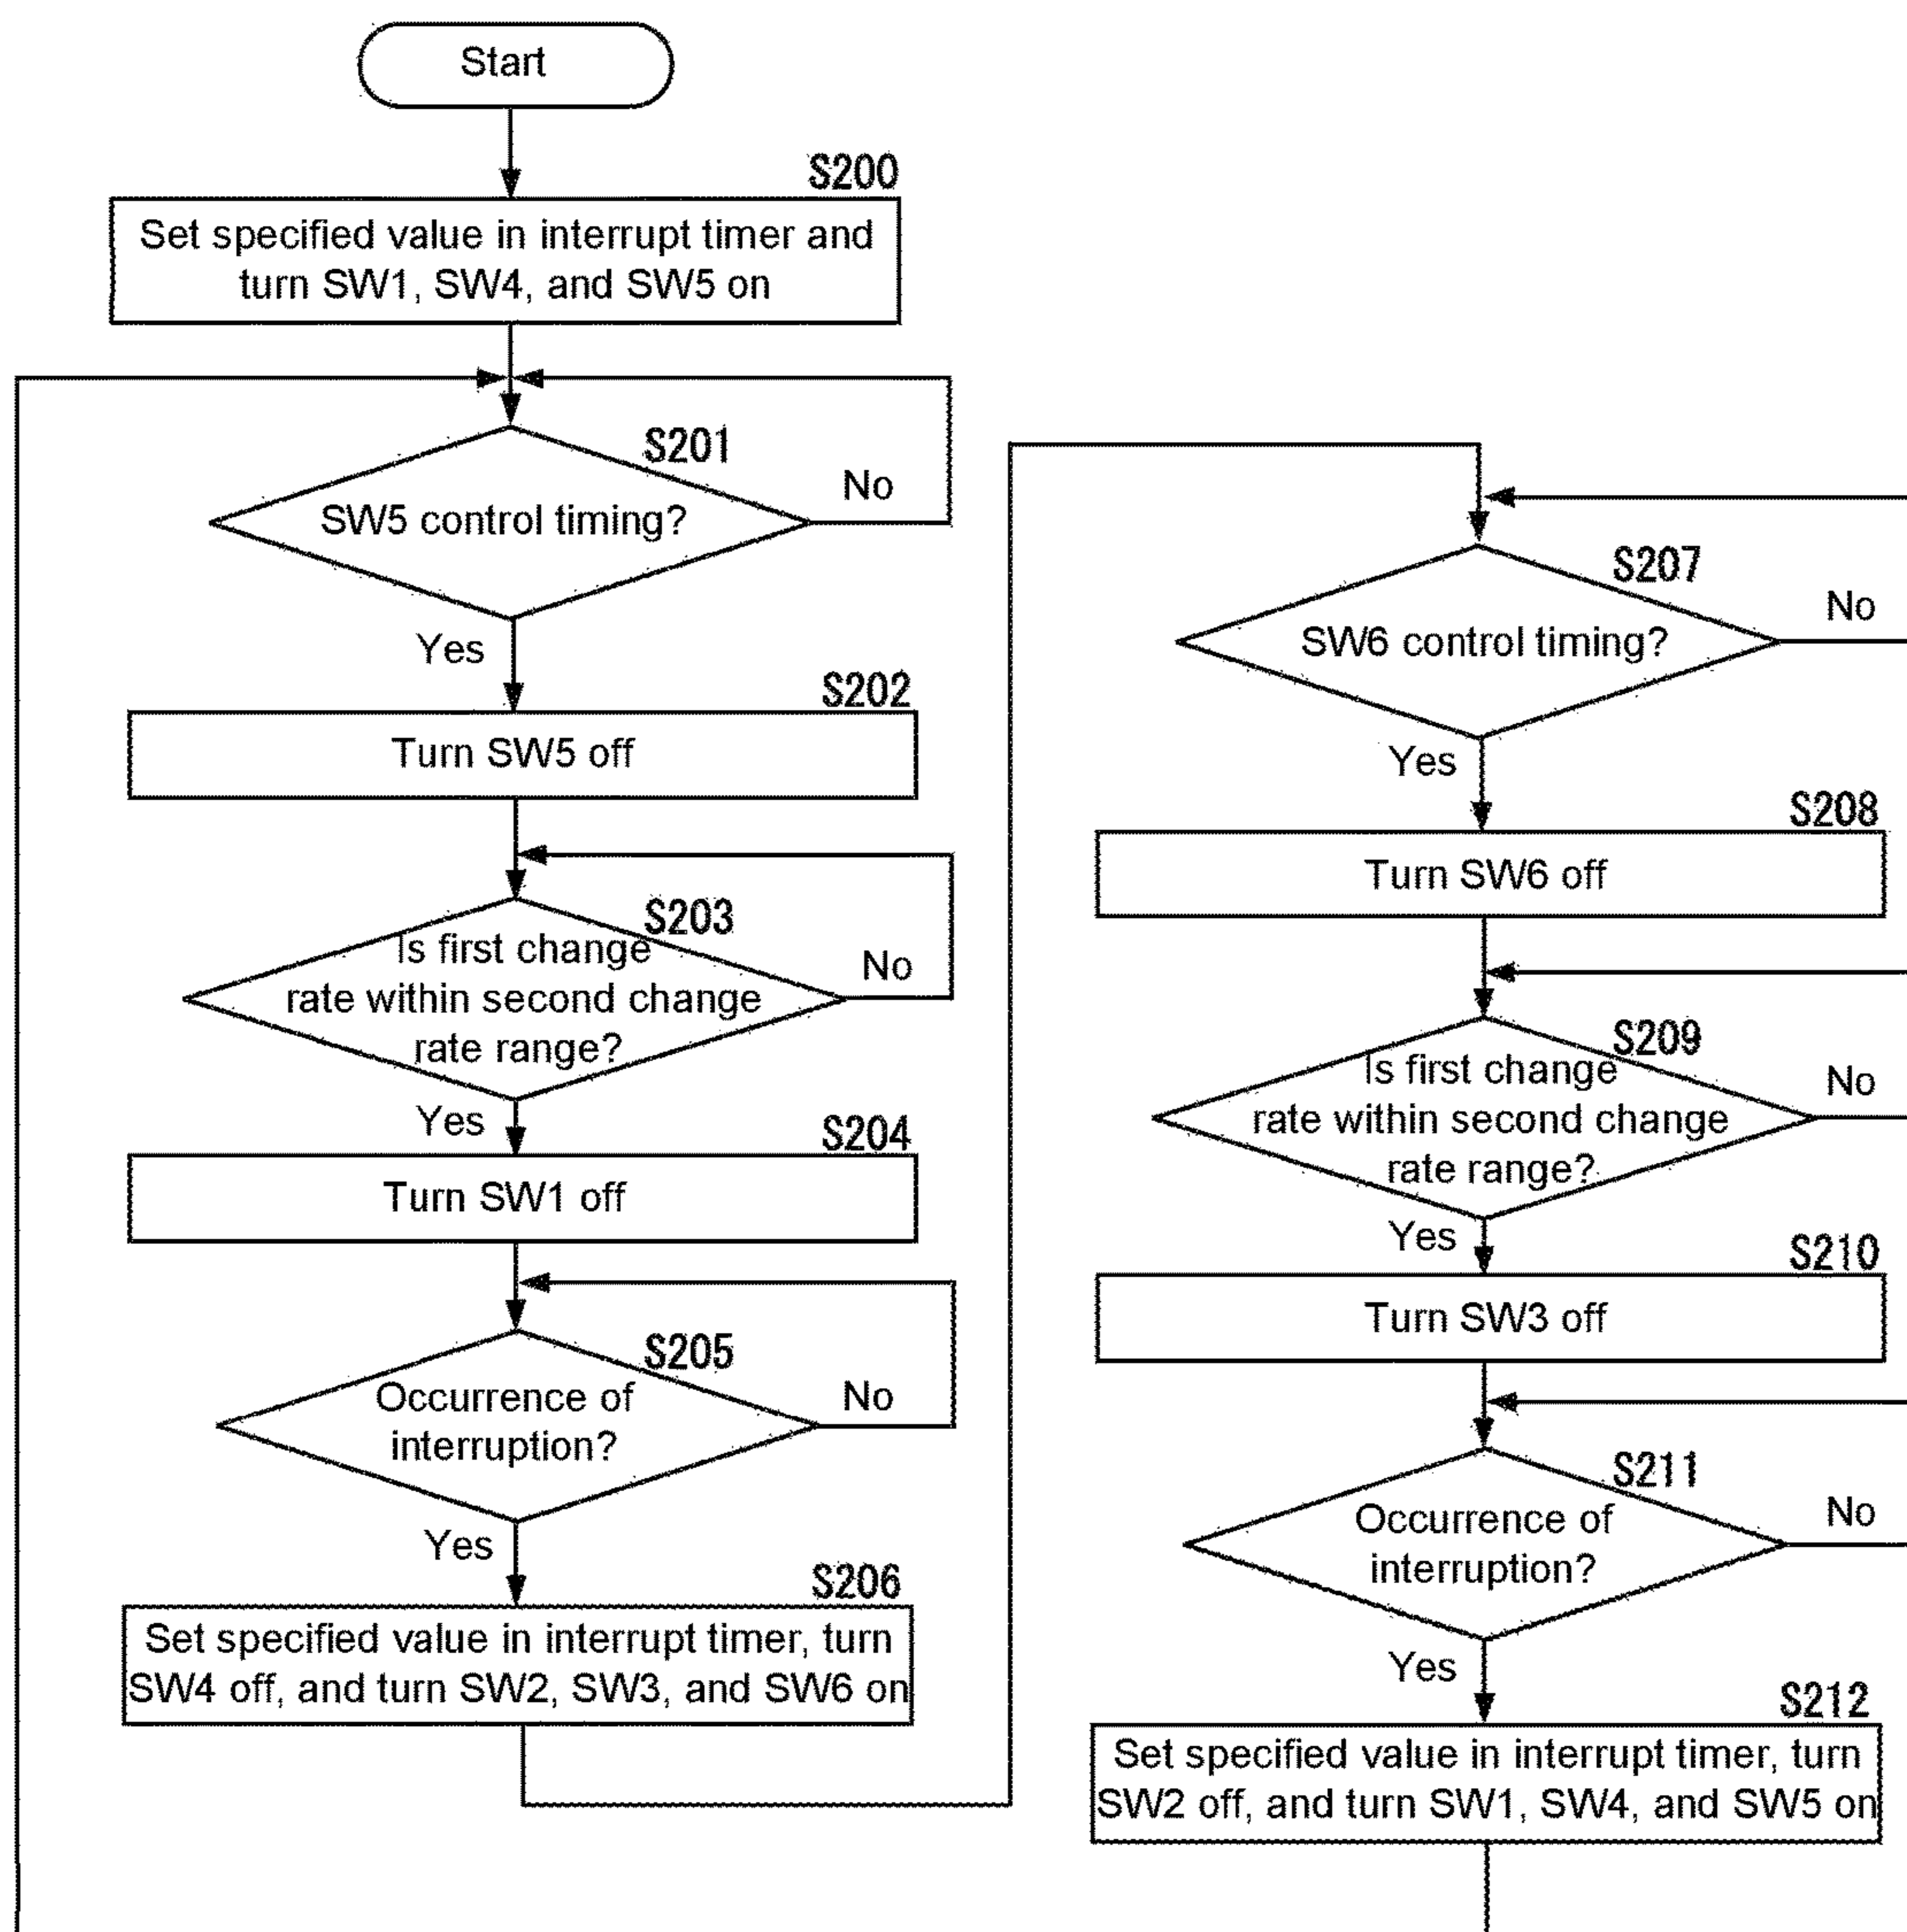 Start
S200
Set specified value in interrupt timer and
turn SW1, SW4, and SW5 on
S201
SW5 control timing?
No
Yes
S202
Turn SW5 off
S203
Is first change
rate within second change
rate range?
No
Yes
S204
Turn SW1 off
S205
Occurrence of
interruption?
No
Yes
S206
Set specified value in interrupt timer, turn
SW4 off, and turn SW2, SW3, and SW6 on
S207
SW6 control timing?
No
Yes
S208
Turn SW6 off
S209
Is first change
rate within second change
rate range?
No
Yes
S210
Turn SW3 off
S211
Occurrence of
interruption?
No
Yes
S212
Set specified value in interrupt timer, turn
SW2 off, and turn SW1, SW4, and SW5 on